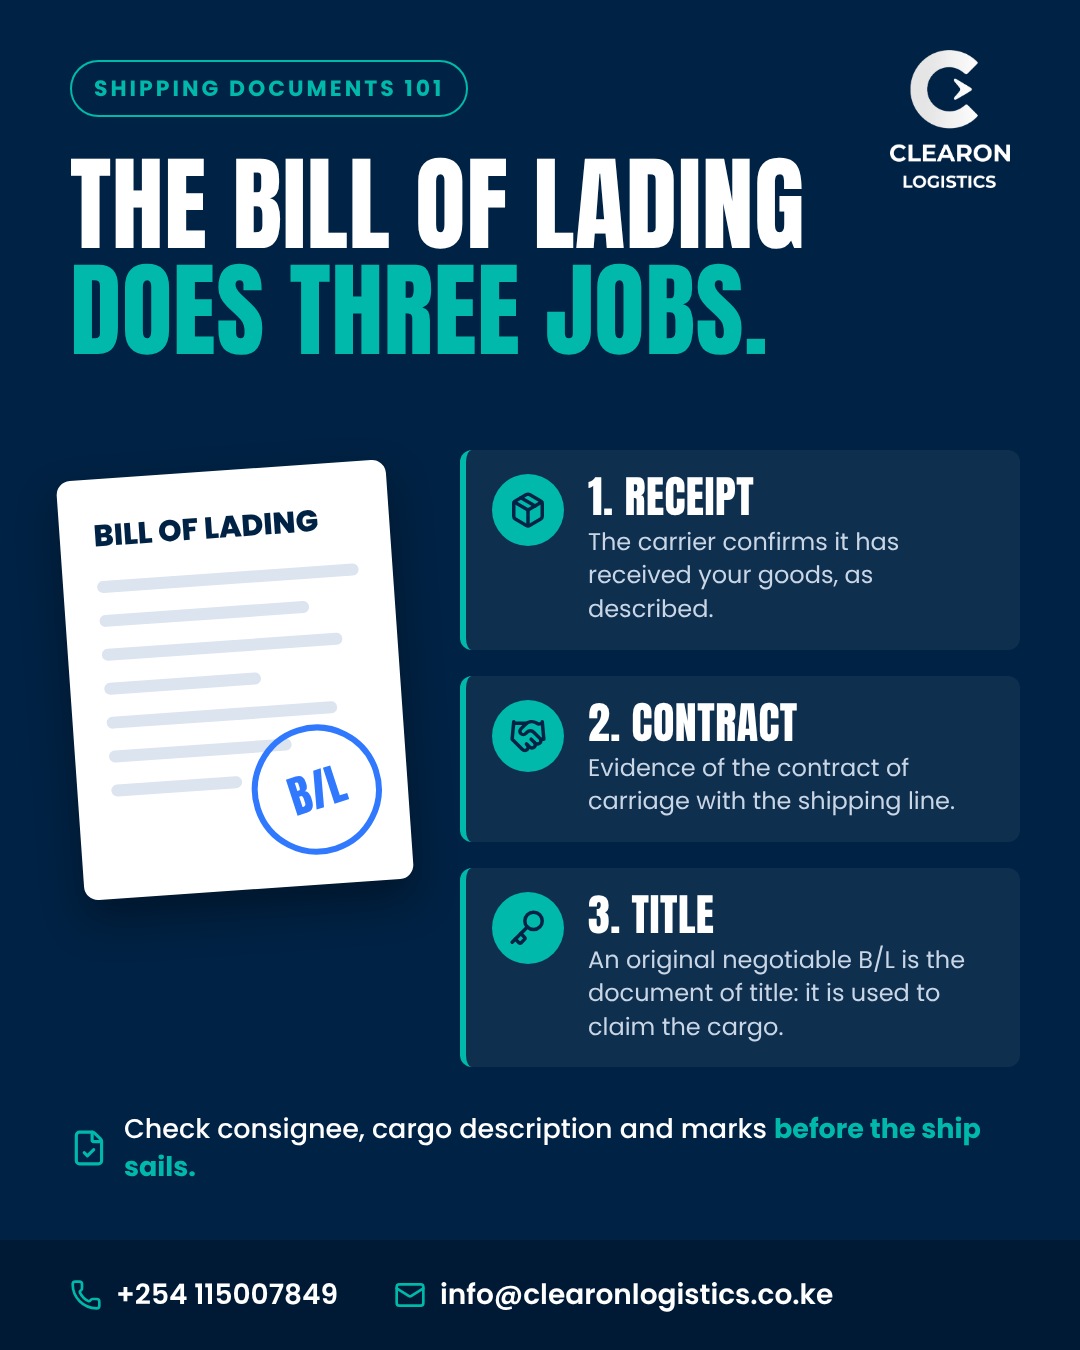 SHIPPING DOCUMENTS 101
CLEARON
LOGISTICS
THE BILL OF LADING
DOES THREE JOBS.
BILL OF LADING
B/L
1. RECEIPT
The carrier confirms it has
received your goods, as
described.
2. CONTRACT
Evidence of the contract of
carriage with the shipping line.
3. TITLE
An original negotiable B/L is the
document of title: it is used to
claim the cargo.
Check consignee, cargo description and marks before the ship
sails.
+254 115007849
info@clearonlogistics.co.ke